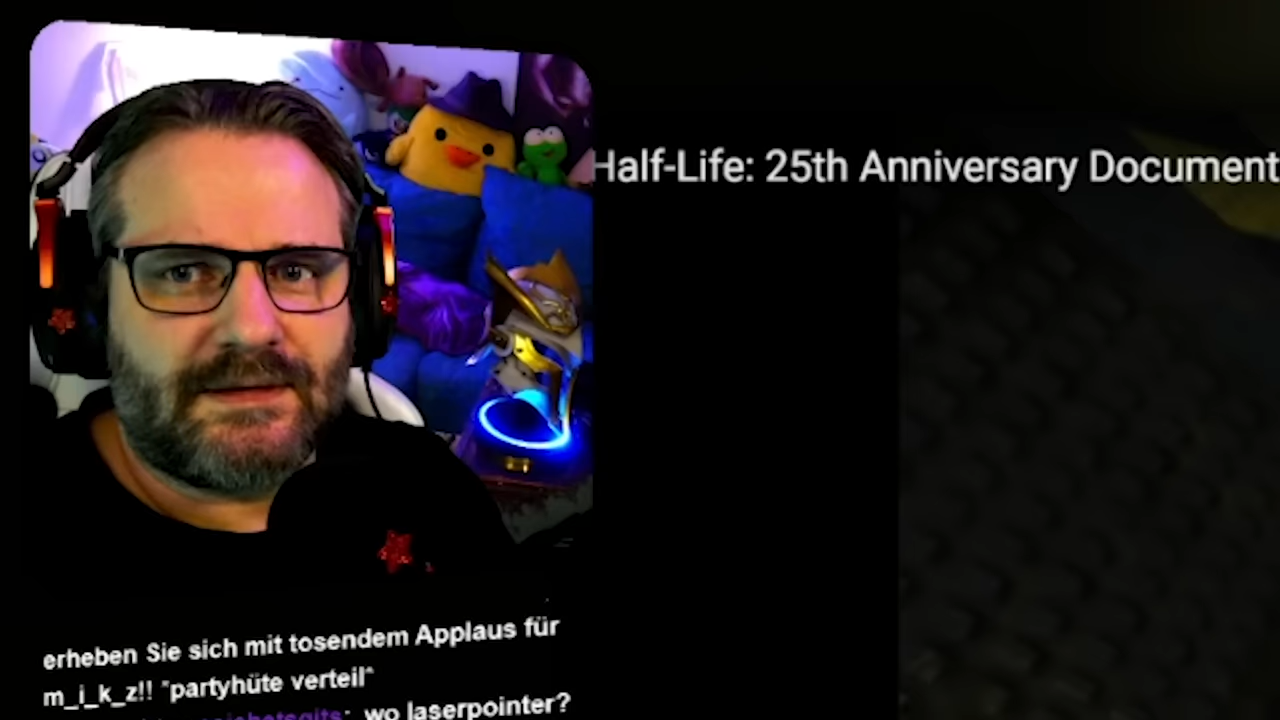 Half-Life: 25th Anniversary Document
erheben Sie sich mit tosendem Applaus für
m_i_k_z!! *partyhüte verteil*
wo laserpointer?